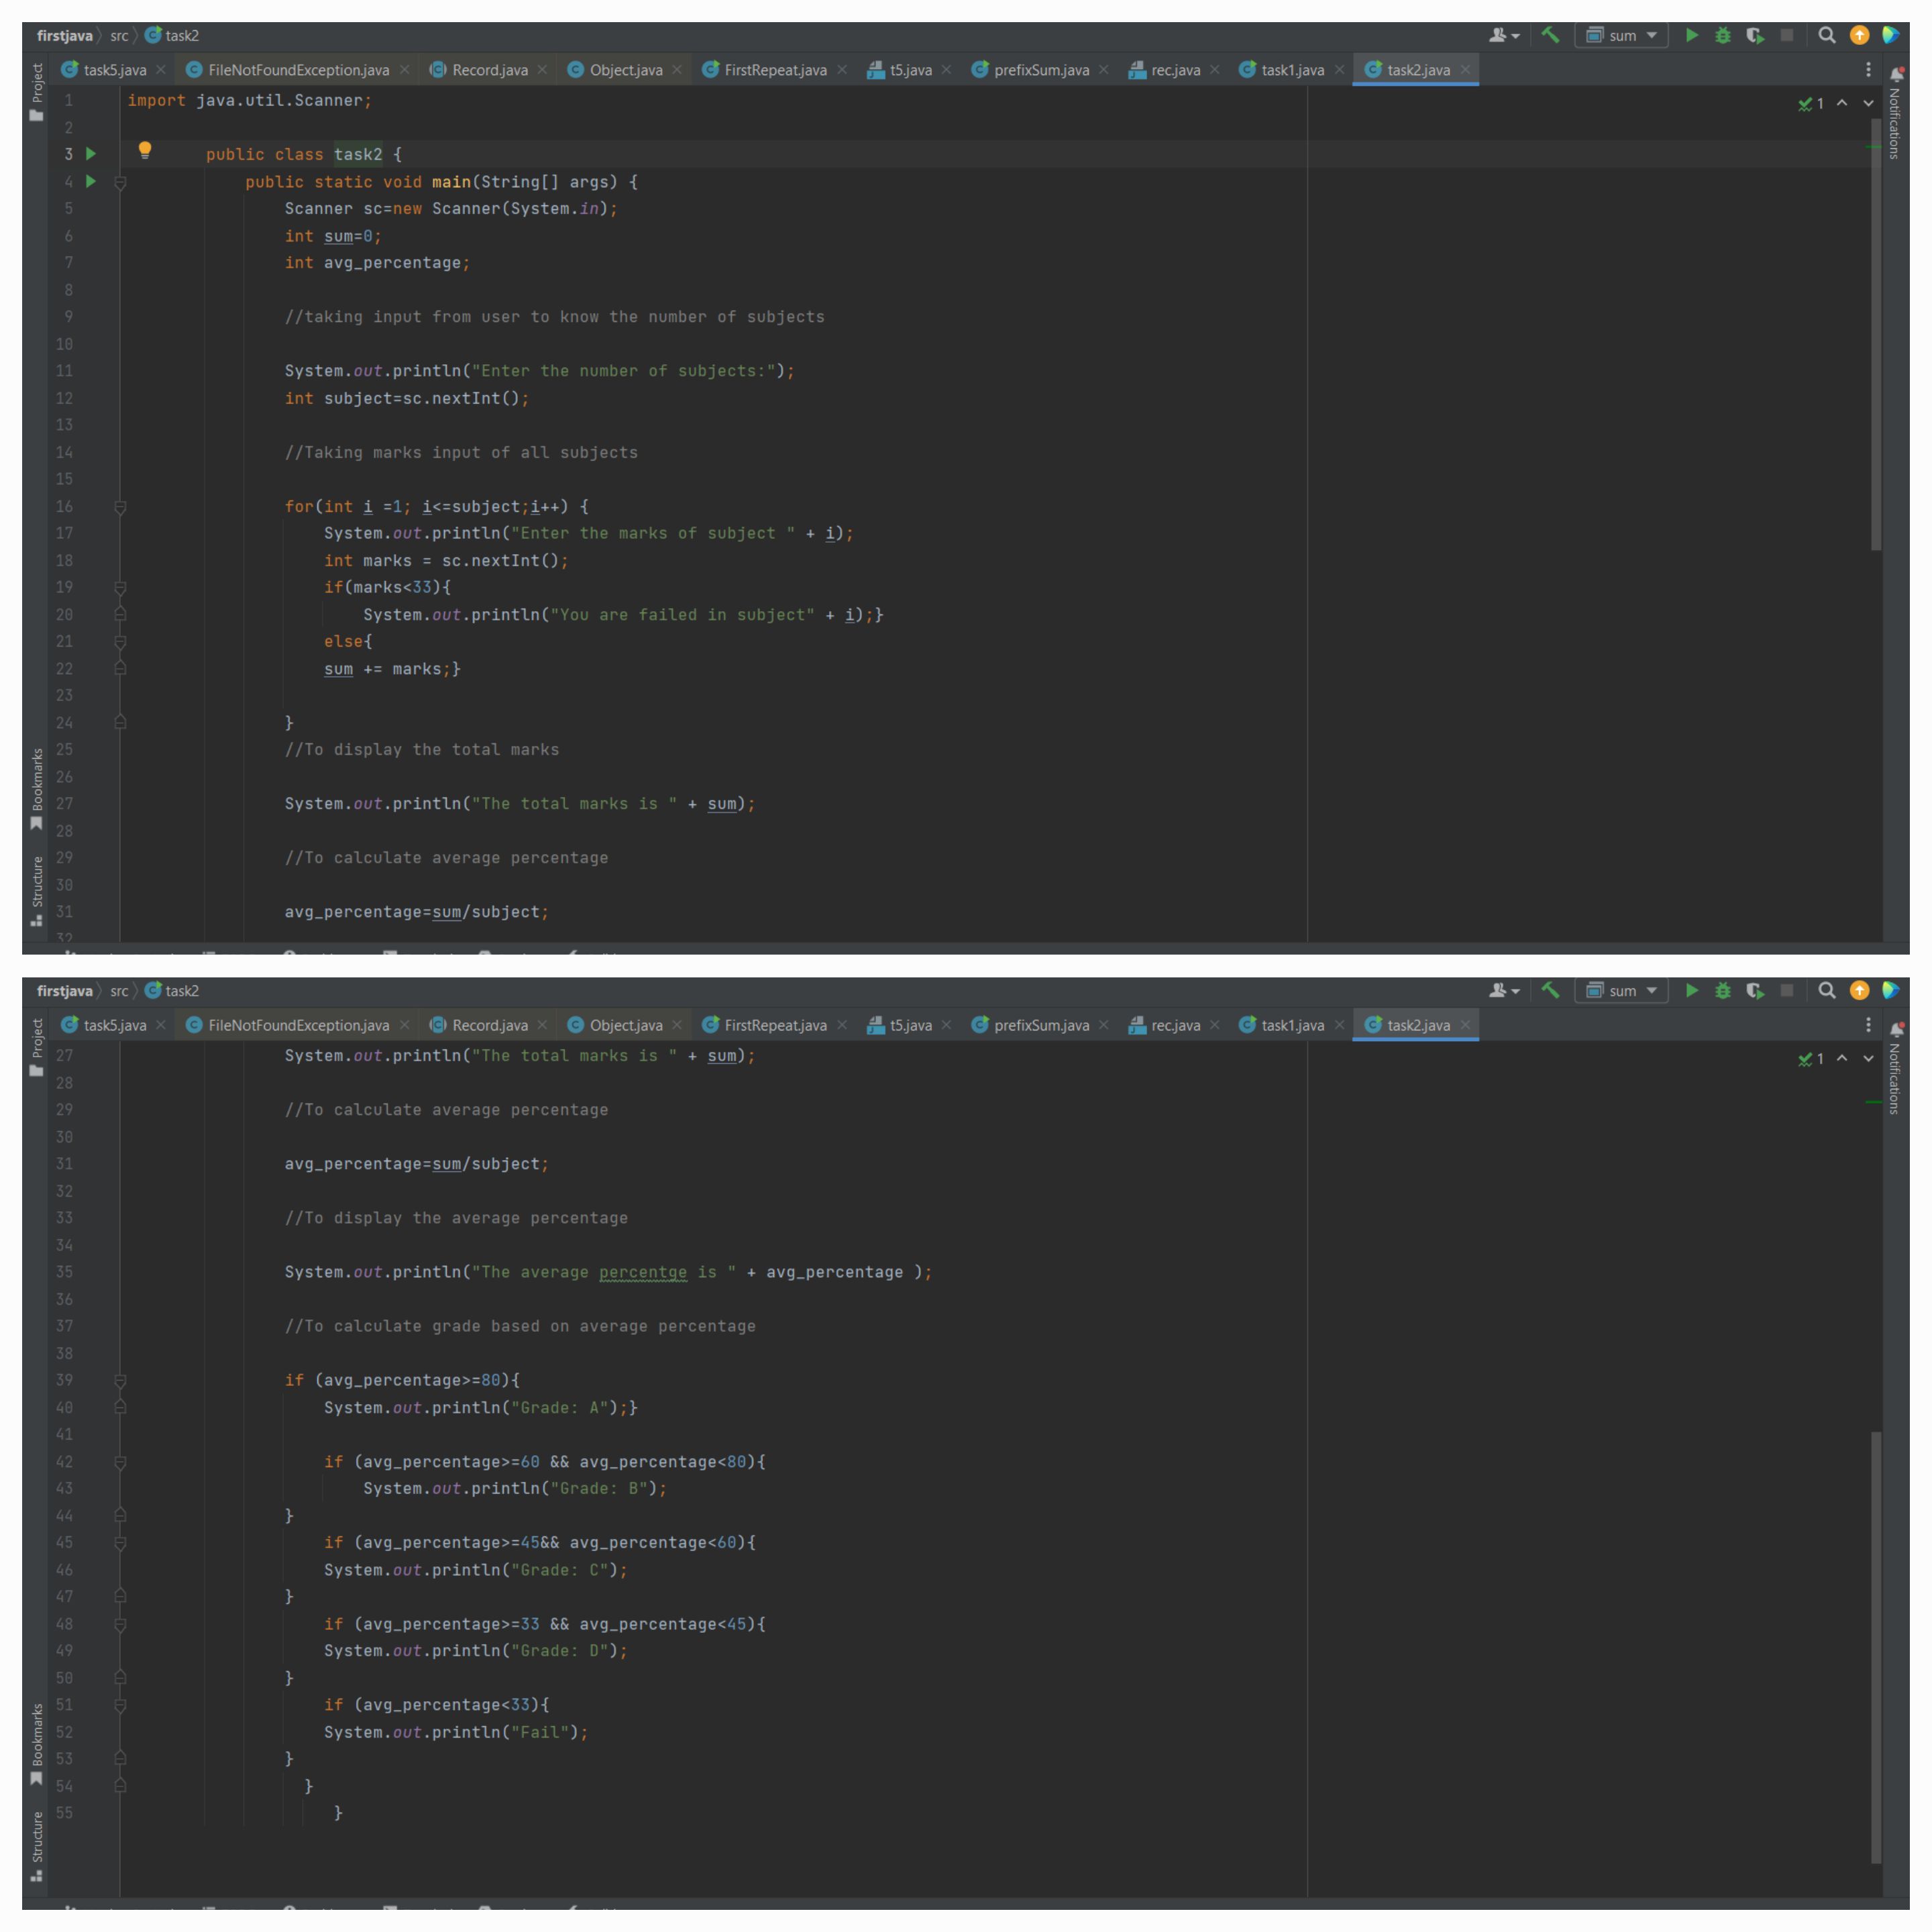 firstjava src task2 sum
task5.java FileNotFoundException.java Record.java Object.java FirstRepeat.java t5.java prefixSum.java rec.java task1.java task2.java
Project
Bookmarks
Structure
Notifications
1
1 import java.util.Scanner;
2
3 public class task2 {
4 public static void main(String[] args) {
5 Scanner sc=new Scanner(System.in);
6 int sum=0;
7 int avg_percentage;
8
9 //taking input from user to know the number of subjects
10
11 System.out.println("Enter the number of subjects:");
12 int subject=sc.nextInt();
13
14 //Taking marks input of all subjects
15
16 for(int i =1; i<=subject;i++) {
17 System.out.println("Enter the marks of subject " + i);
18 int marks = sc.nextInt();
19 if(marks<33){
20 System.out.println("You are failed in subject" + i);}
21 else{
22 sum += marks;}
23
24 }
25 //To display the total marks
26
27 System.out.println("The total marks is " + sum);
28
29 //To calculate average percentage
30
31 avg_percentage=sum/subject;
32
firstjava src task2 sum
task5.java FileNotFoundException.java Record.java Object.java FirstRepeat.java t5.java prefixSum.java rec.java task1.java task2.java
Project
Bookmarks
Structure
Notifications
1
27 System.out.println("The total marks is " + sum);
28
29 //To calculate average percentage
30
31 avg_percentage=sum/subject;
32
33 //To display the average percentage
34
35 System.out.println("The average percentge is " + avg_percentage );
36
37 //To calculate grade based on average percentage
38
39 if (avg_percentage>=80){
40 System.out.println("Grade: A");}
41
42 if (avg_percentage>=60 && avg_percentage<80){
43 System.out.println("Grade: B");
44 }
45 if (avg_percentage>=45&& avg_percentage<60){
46 System.out.println("Grade: C");
47 }
48 if (avg_percentage>=33 && avg_percentage<45){
49 System.out.println("Grade: D");
50 }
51 if (avg_percentage<33){
52 System.out.println("Fail");
53 }
54 }
55 }